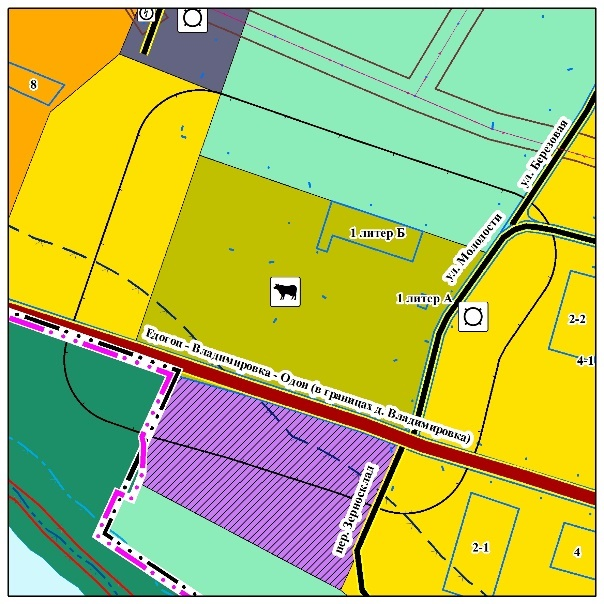 8
ул. Березовая
1 литер Б
ул. Молодости
1 литер А
2-2
4-1
Едогон - Владимировка - Одон (в границах д. Владимировка)
пер. Зерносклад
2-1
4